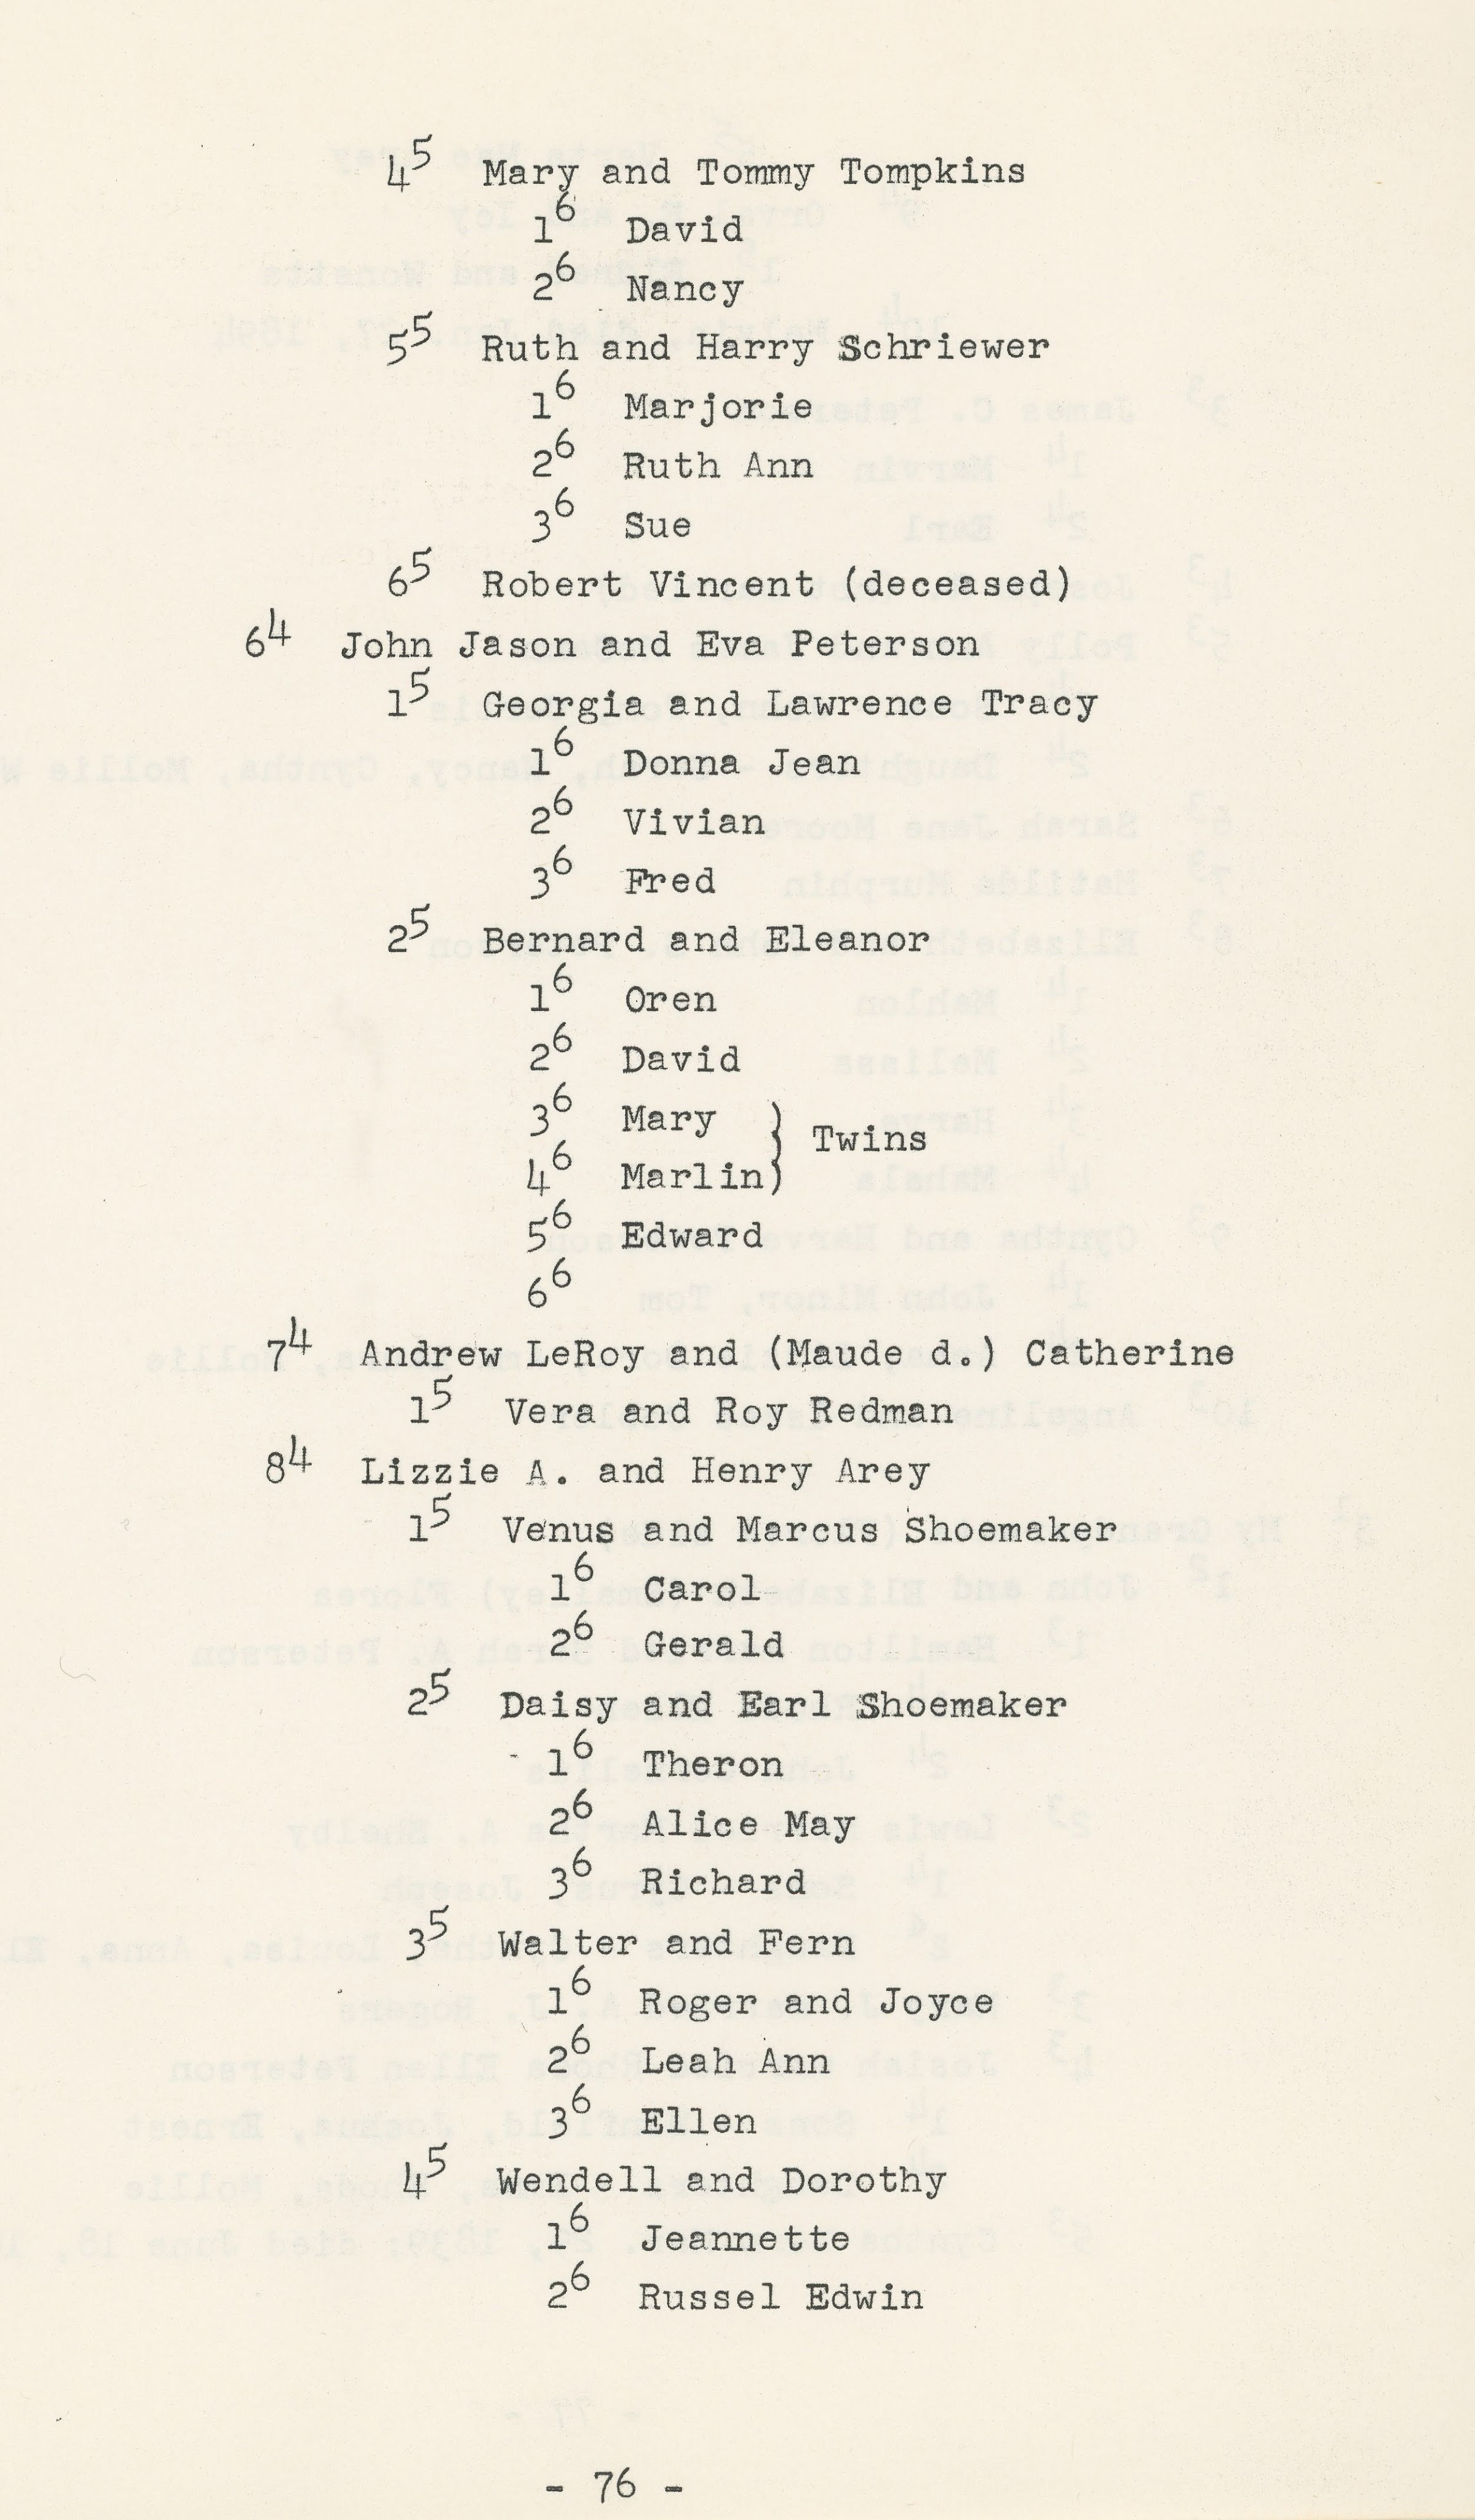 4⁵ Mary and Tommy Tompkins
1⁶ David
2⁶ Nancy
5⁵ Ruth and Harry Schriewer
1⁶ Marjorie
2⁶ Ruth Ann
3⁶ Sue
6⁵ Robert Vincent (deceased)
6⁴ John Jason and Eva Peterson
1⁵ Georgia and Lawrence Tracy
1⁶ Donna Jean
2⁶ Vivian
3⁶ Fred
2⁵ Bernard and Eleanor
1⁶ Oren
2⁶ David
3⁶ Mary
} Twins
4⁶ Marlin)
5⁶ Edward
6⁶
7⁴ Andrew LeRoy and (Maude d.) Catherine
1⁵ Vera and Roy Redman
8⁴ Lizzie A. and Henry Arey
1⁵ Venus and Marcus Shoemaker
1⁶ Carol
2⁶ Gerald
2⁵ Daisy and Earl Shoemaker
1⁶ Theron
2⁶ Alice May
3⁶ Richard
3⁵ Walter and Fern
1⁶ Roger and Joyce
2⁶ Leah Ann
3⁶ Ellen
4⁵ Wendell and Dorothy
1⁶ Jeannette
2⁶ Russel Edwin
- 76 -